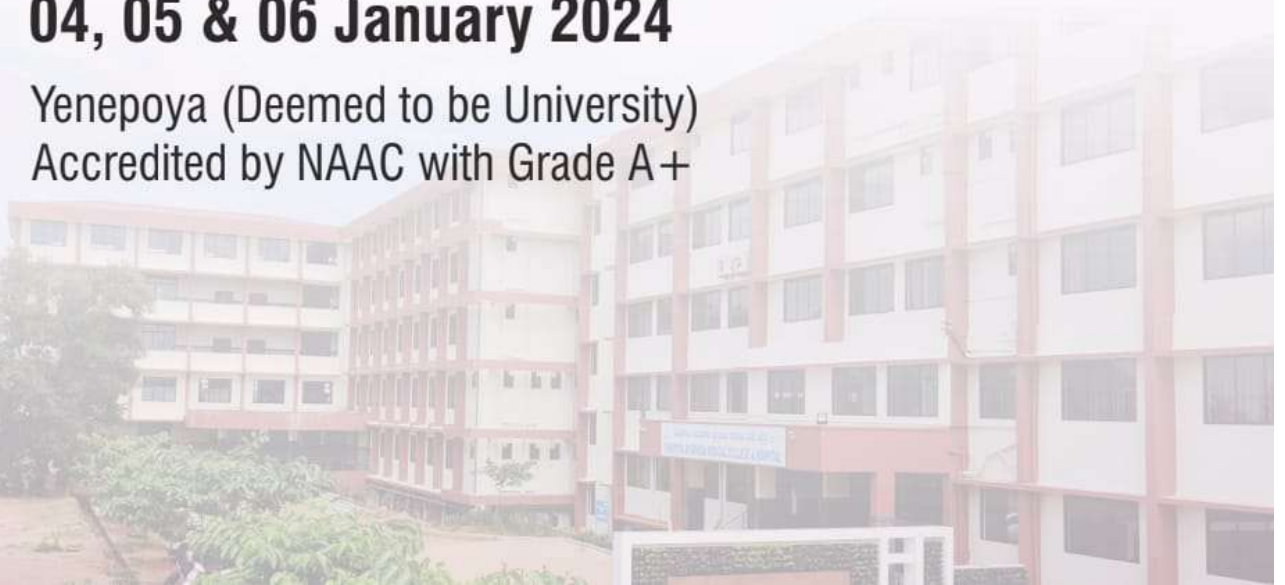 04, 05 & 06 January 2024
Yenepoya (Deemed to be University)
Accredited by NAAC with Grade A+